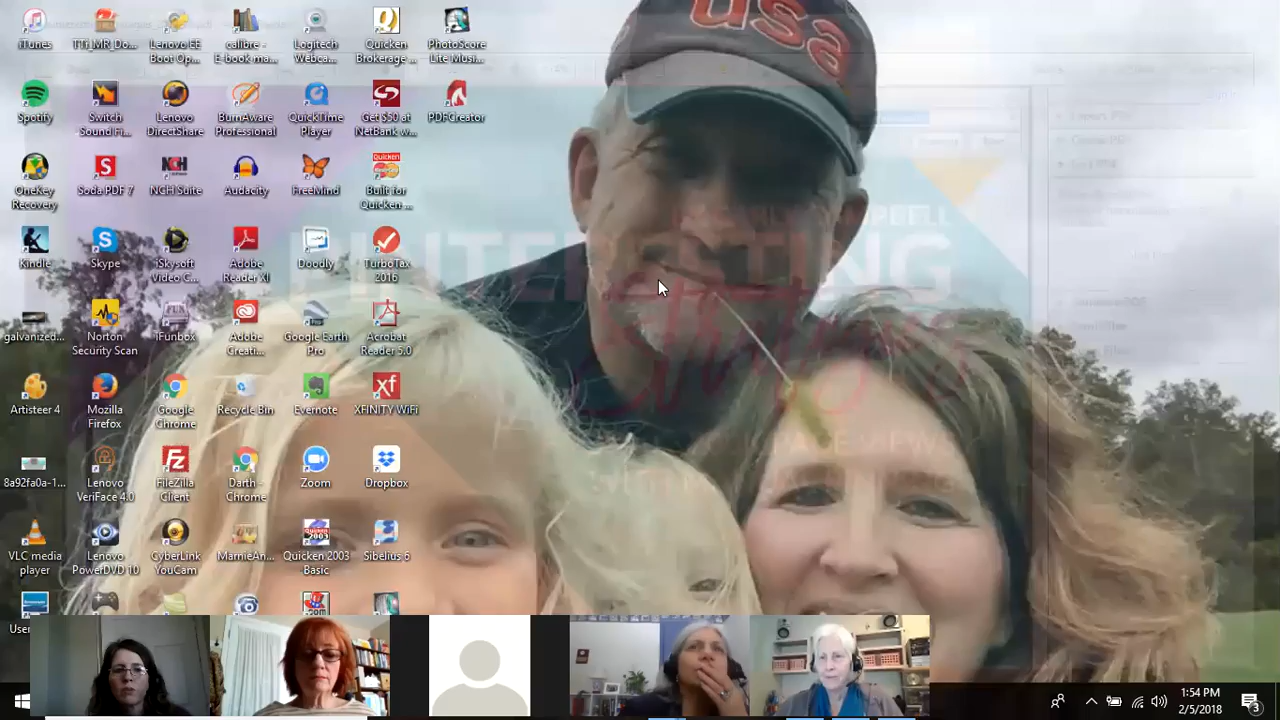 iTunes
TTi_MR_Do...
Lenovo EE
Boot Op...
calibre -
E-book ma...
Logitech
Webca...
Quicken
Brokerage ...
PhotoScore
Lite Musi...
Spotify
Switch
Sound Fi...
Lenovo
DirectShare
BurnAware
Professional
QuickTime
Player
Get $50 at
NetBank w...
PDFCreator
OneKey
Recovery
Soda PDF 7
NCH Suite
Audacity
FreeMind
Built for
Quicken ...
Kindle
Skype
Skysoft
Video C...
Adobe
Reader XI
Doodly
TurboTax
2016
galvanized...
Norton
Security Scan
iFunbox
Adobe
Creati...
Google Earth
Pro
Acrobat
Reader 5.0
Artisteer 4
Mozilla
Firefox
Google
Chrome
Recycle Bin
Evernote
XFINITY WiFi
8a92fa0a-1...
Lenovo
VeriFace 4.0
FileZilla
Client
Darth -
Chrome
Zoom
Dropbox
VLC media
player
Lenovo
PowerDVD 10
CyberLink
YouCam
MarnieAn...
Quicken 2003
Basic
Sibelius 6
usa
PINTERESTING
Strategies
1:54 PM
2/5/2018
3